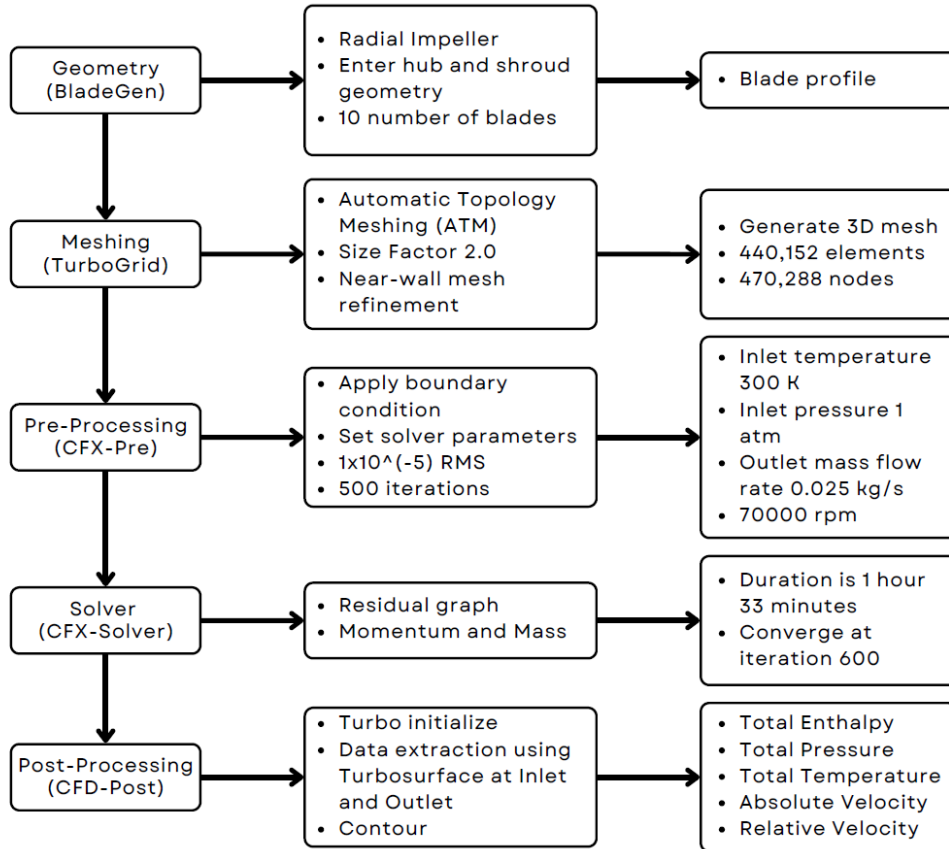 Geometry
(BladeGen)
• Radial Impeller
• Enter hub and shroud
geometry
• 10 number of blades
• Blade profile
Meshing
(TurboGrid)
• Automatic Topology
Meshing (ATM)
• Size Factor 2.0
• Near-wall mesh
refinement
• Generate 3D mesh
• 440,152 elements
• 470,288 nodes
Pre-Processing
(CFX-Pre)
• Apply boundary
condition
• Set solver parameters
• 1x10^(-5) RMS
• 500 iterations
• Inlet temperature
300 K
• Inlet pressure 1
atm
• Outlet mass flow
rate 0.025 kg/s
• 70000 rpm
Solver
(CFX-Solver)
• Residual graph
• Momentum and Mass
• Duration is 1 hour
33 minutes
• Converge at
iteration 600
Post-Processing
(CFD-Post)
• Turbo initialize
• Data extraction using
Turbosurface at Inlet
and Outlet
• Contour
• Total Enthalpy
• Total Pressure
• Total Temperature
• Absolute Velocity
• Relative Velocity